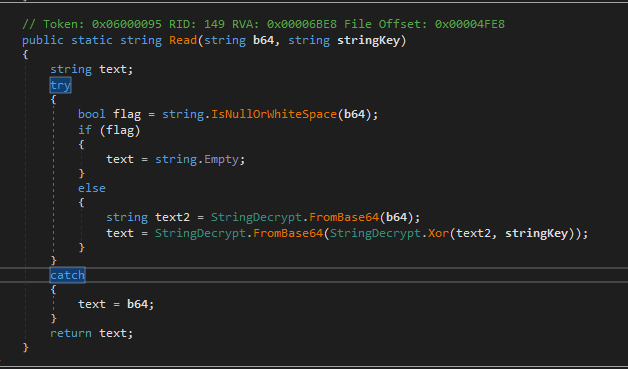 // Token: 0x06000095 RID: 149 RVA: 0x00006BE8 File Offset: 0x00004FE8
public static string Read(string b64, string stringKey)
{
    string text;
    try
    {
        bool flag = string.IsNullOrWhiteSpace(b64);
        if (flag)
        {
            text = string.Empty;
        }
        else
        {
            string text2 = StringDecrypt.FromBase64(b64);
            text = StringDecrypt.FromBase64(StringDecrypt.Xor(text2, stringKey));
        }
    }
    catch
    {
        text = b64;
    }
    return text;
}